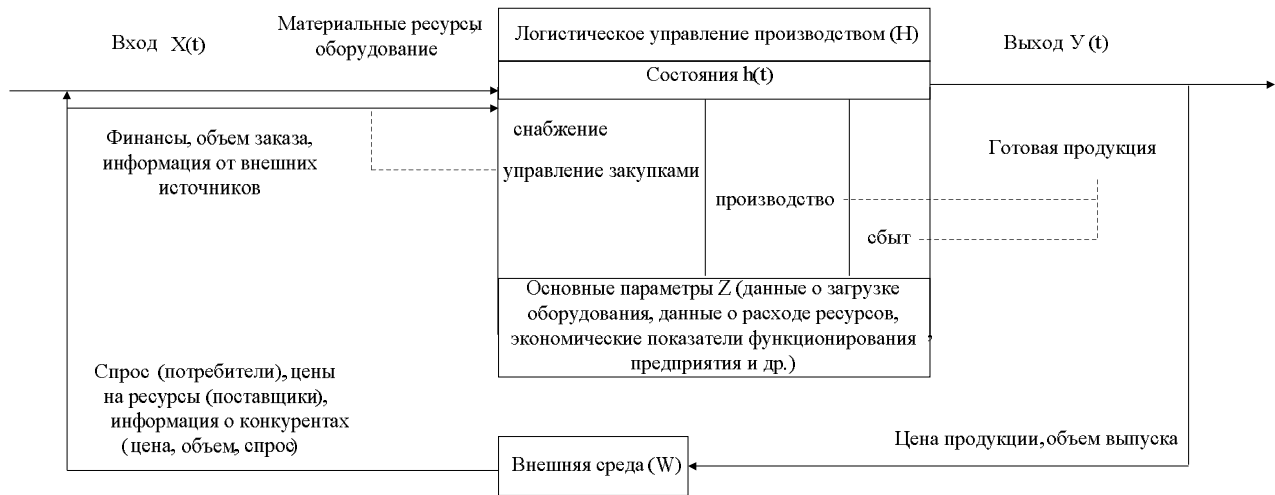 Вход X(t)
Материальные ресурсы,
оборудование
Логистическое управление производством (H)
Состояния h(t)
Выход У (t)
Финансы, объем заказа,
информация от внешних
источников
снабжение
управление закупками
производство
сбыт
Готовая продукция
Основные параметры Z (данные о загрузке
оборудования, данные о расходе ресурсов,
экономические показатели функционирования
предприятия и др.)
,
Спрос (потребители), цены
на ресурсы (поставщики),
информация о конкурентах
(цена, объем, спрос)
Внешняя среда (W)
Цена продукции, объем выпуска